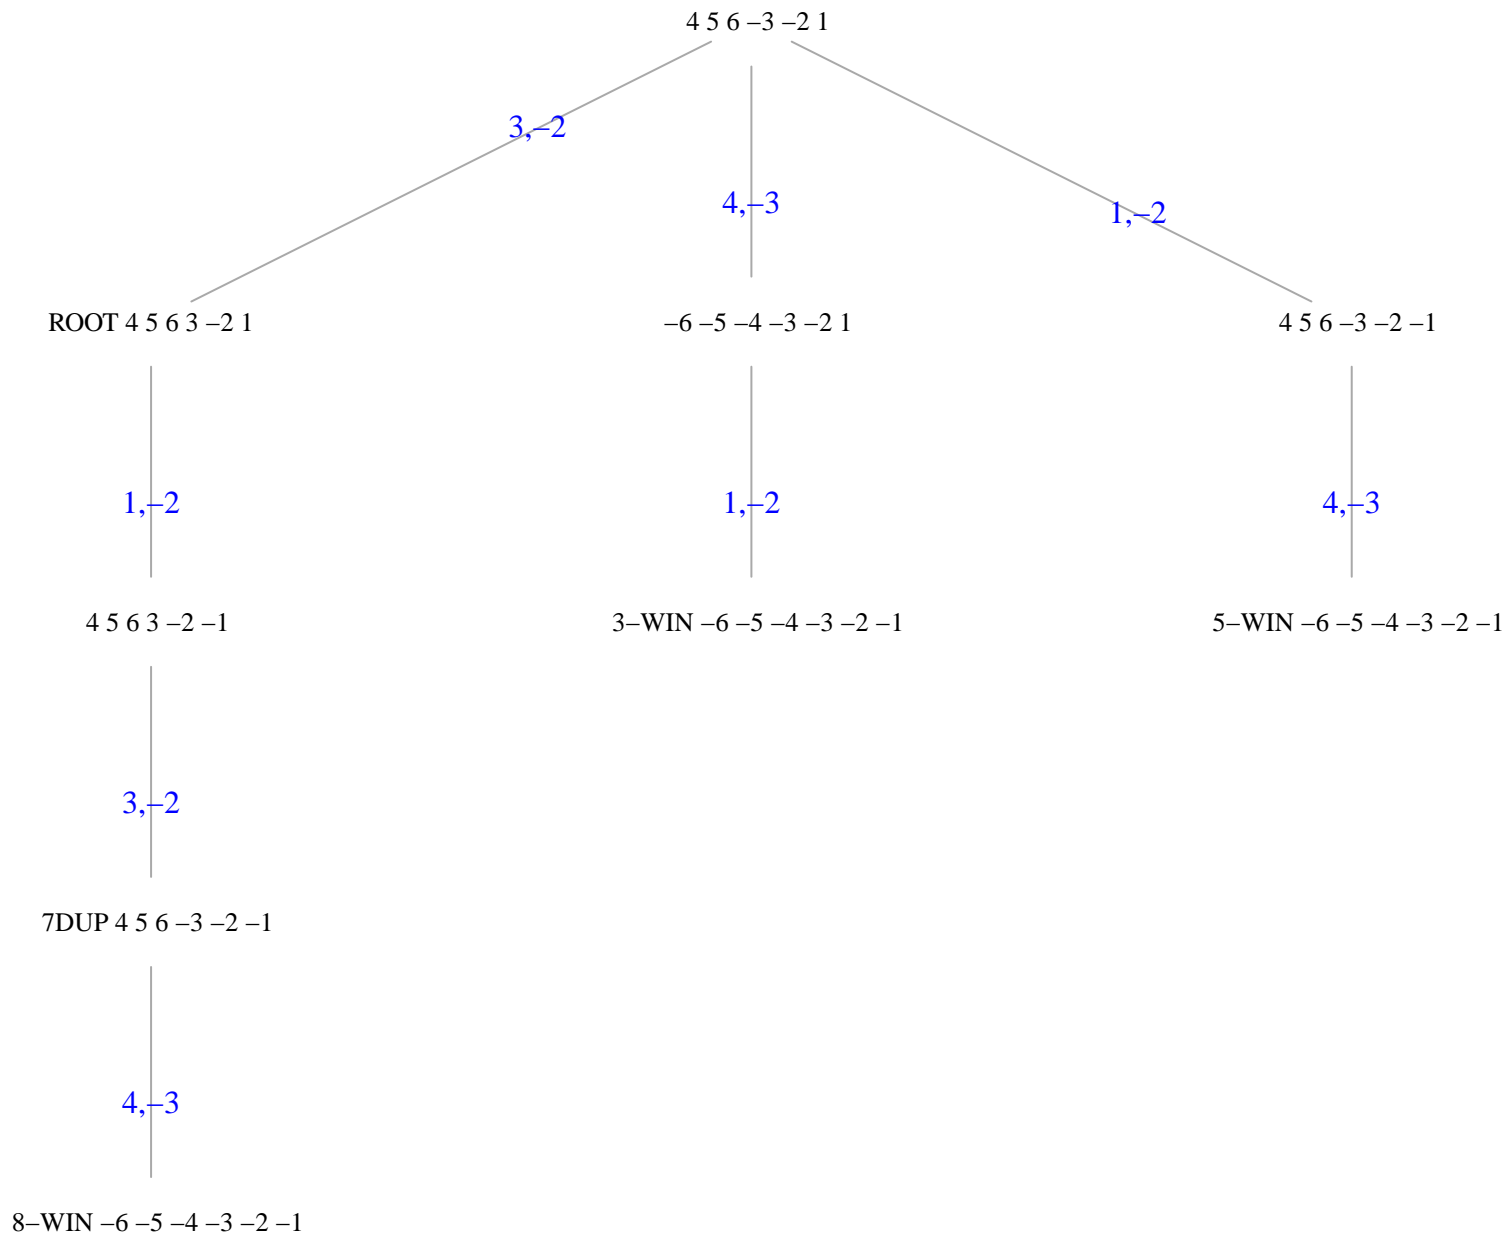 4 5 6 –3 –2 1
3,–2
4,–3
1,–2
ROOT 4 5 6 3 –2 1
–6 –5 –4 –3 –2 1
4 5 6 –3 –2 –1
1,–2
1,–2
4,–3
4 5 6 3 –2 –1
3–WIN –6 –5 –4 –3 –2 –1
5–WIN –6 –5 –4 –3 –2 –1
3,–2
7DUP 4 5 6 –3 –2 –1
4,–3
8–WIN –6 –5 –4 –3 –2 –1